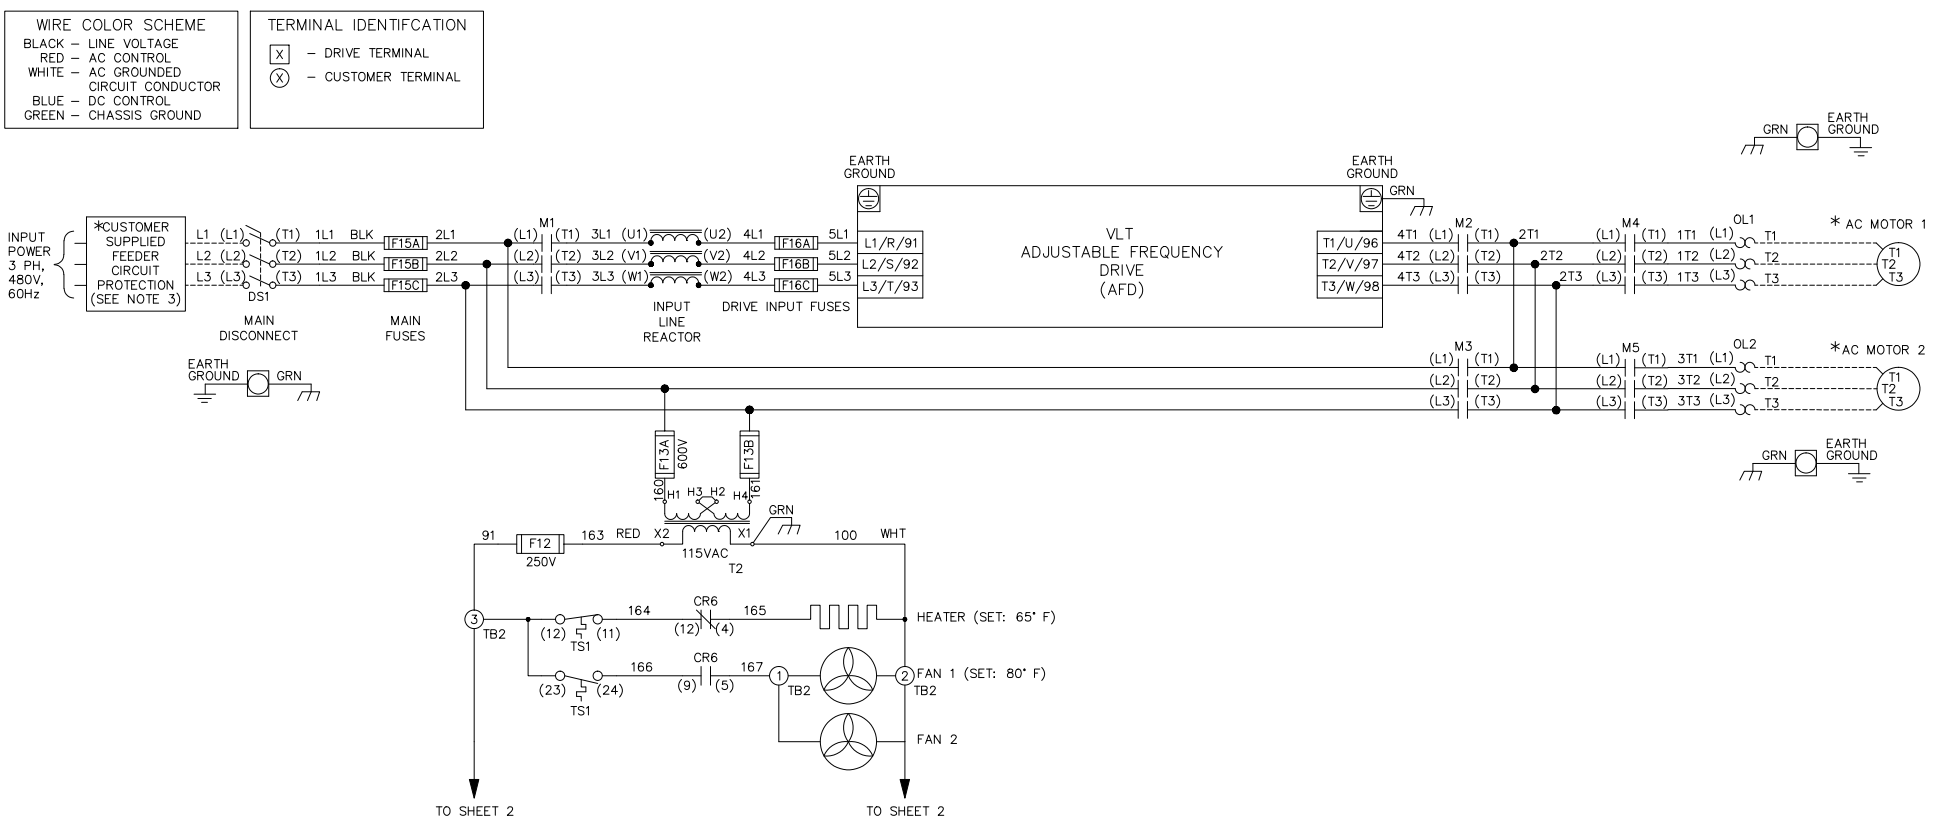 WIRE COLOR SCHEME
BLACK – LINE VOLTAGE
RED – AC CONTROL
WHITE – AC GROUNDED
CIRCUIT CONDUCTOR
BLUE – DC CONTROL
GREEN – CHASSIS GROUND
TERMINAL IDENTIFCATION
X – DRIVE TERMINAL
X – CUSTOMER TERMINAL
GRN
EARTH
GROUND
INPUT
POWER
3 PH,
480V,
60Hz
*CUSTOMER
SUPPLIED
FEEDER
CIRCUIT
PROTECTION
(SEE NOTE 3)
L1 (L1) (T1) 1L1 BLK F15A 2L1
L2 (L2) 1L2 BLK F15B 2L2
L3 (L3) (T3) 1L3 BLK F15C 2L3
DS1
MAIN
DISCONNECT
MAIN
FUSES
M1
(L1) (T1) 3L1 (U1) (U2) 4L1 F16A 5L1
(L2) (T2) 3L2 (V1) (V2) 4L2 F16B 5L2
(L3) (T3) 3L3 (W1) (W2) 4L3 F16C 5L3
INPUT
LINE
REACTOR
DRIVE INPUT FUSES
EARTH
GROUND
L1/R/91
L2/S/92
L3/T/93
VLT
ADJUSTABLE FREQUENCY
DRIVE
(AFD)
EARTH
GROUND
GRN
T1/U/96
T2/V/97
T3/W/98
M2
4T1 (L1) (T1) 2T1
4T2 (L2) (T2) 2T2
4T3 (L3) (T3) 2T3
M4
(L1) (T1) 1T1 (L1)
(L2) (T2) 1T2 (L2)
(L3) (T3) 1T3 (L3)
OL1
T1
T2
T3
* AC MOTOR 1
T1
T2
T3
EARTH
GROUND
GRN
M3
(L1) (T1)
(L2) (T2)
(L3) (T3)
M5
(L1) (T1) 3T1 (L1)
(L2) (T2) 3T2 (L2)
(L3) (T3) 3T3 (L3)
OL2
T1
T2
T3
*AC MOTOR 2
T1
T2
T3
GRN
EARTH
GROUND
F13A
600V
F13B
160
161
H1 H3 H2 H4
GRN
91 F12 163 RED X2 X1 100 WHT
250V
115VAC
T2
3
TB2
(12) (11) 164 CR6 165 HEATER (SET: 65° F)
TS1
(12) (4)
166 CR6 167 1 2 FAN 1 (SET: 80° F)
(23) (24) (9) (5) TB2 TB2
TS1
FAN 2
TO SHEET 2
TO SHEET 2